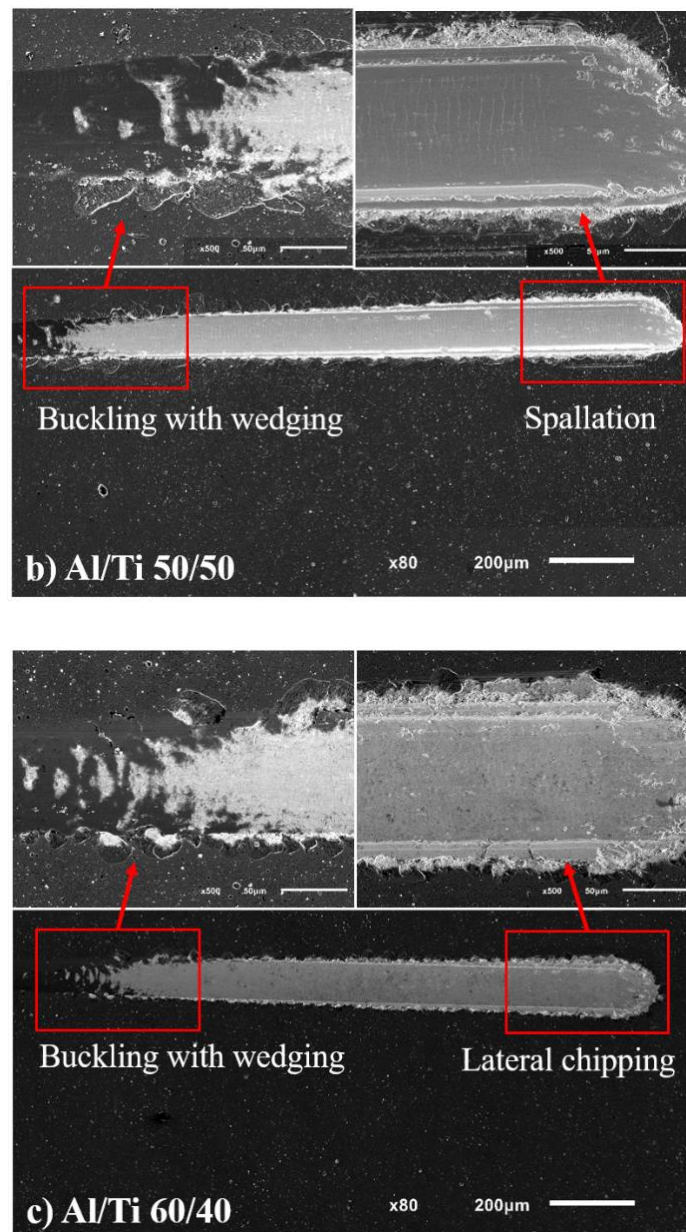 x500 50µm
x500 50µm
Buckling with wedging
Spallation
b) Al/Ti 50/50
x80 200µm
x500 50µm
x500 50µm
Buckling with wedging
Lateral chipping
c) Al/Ti 60/40
x80 200µm